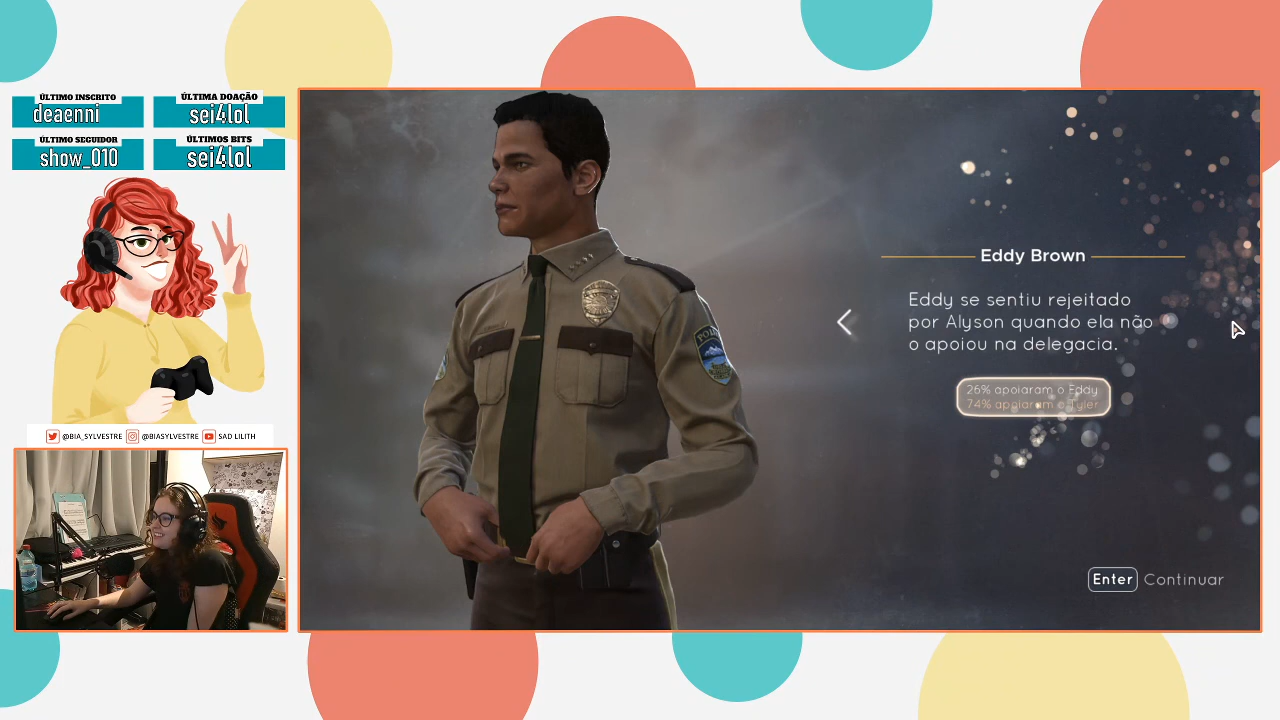 ÚLTIMO INSCRITO
deaenni
ÚLTIMA DOAÇÃO
sei4lol
ÚLTIMO SEGUIDOR
show_010
ÚLTIMOS BITS
sei4lol
@BIA_SYLVESTRE @BIASYLVESTRE SAD LILITH
Eddy Brown
Eddy se sentiu rejeitado
por Alyson quando ela não
o apoiou na delegacia.
26% apoiaram o Eddy
74% apoiaram o Tyler
Enter Continuar